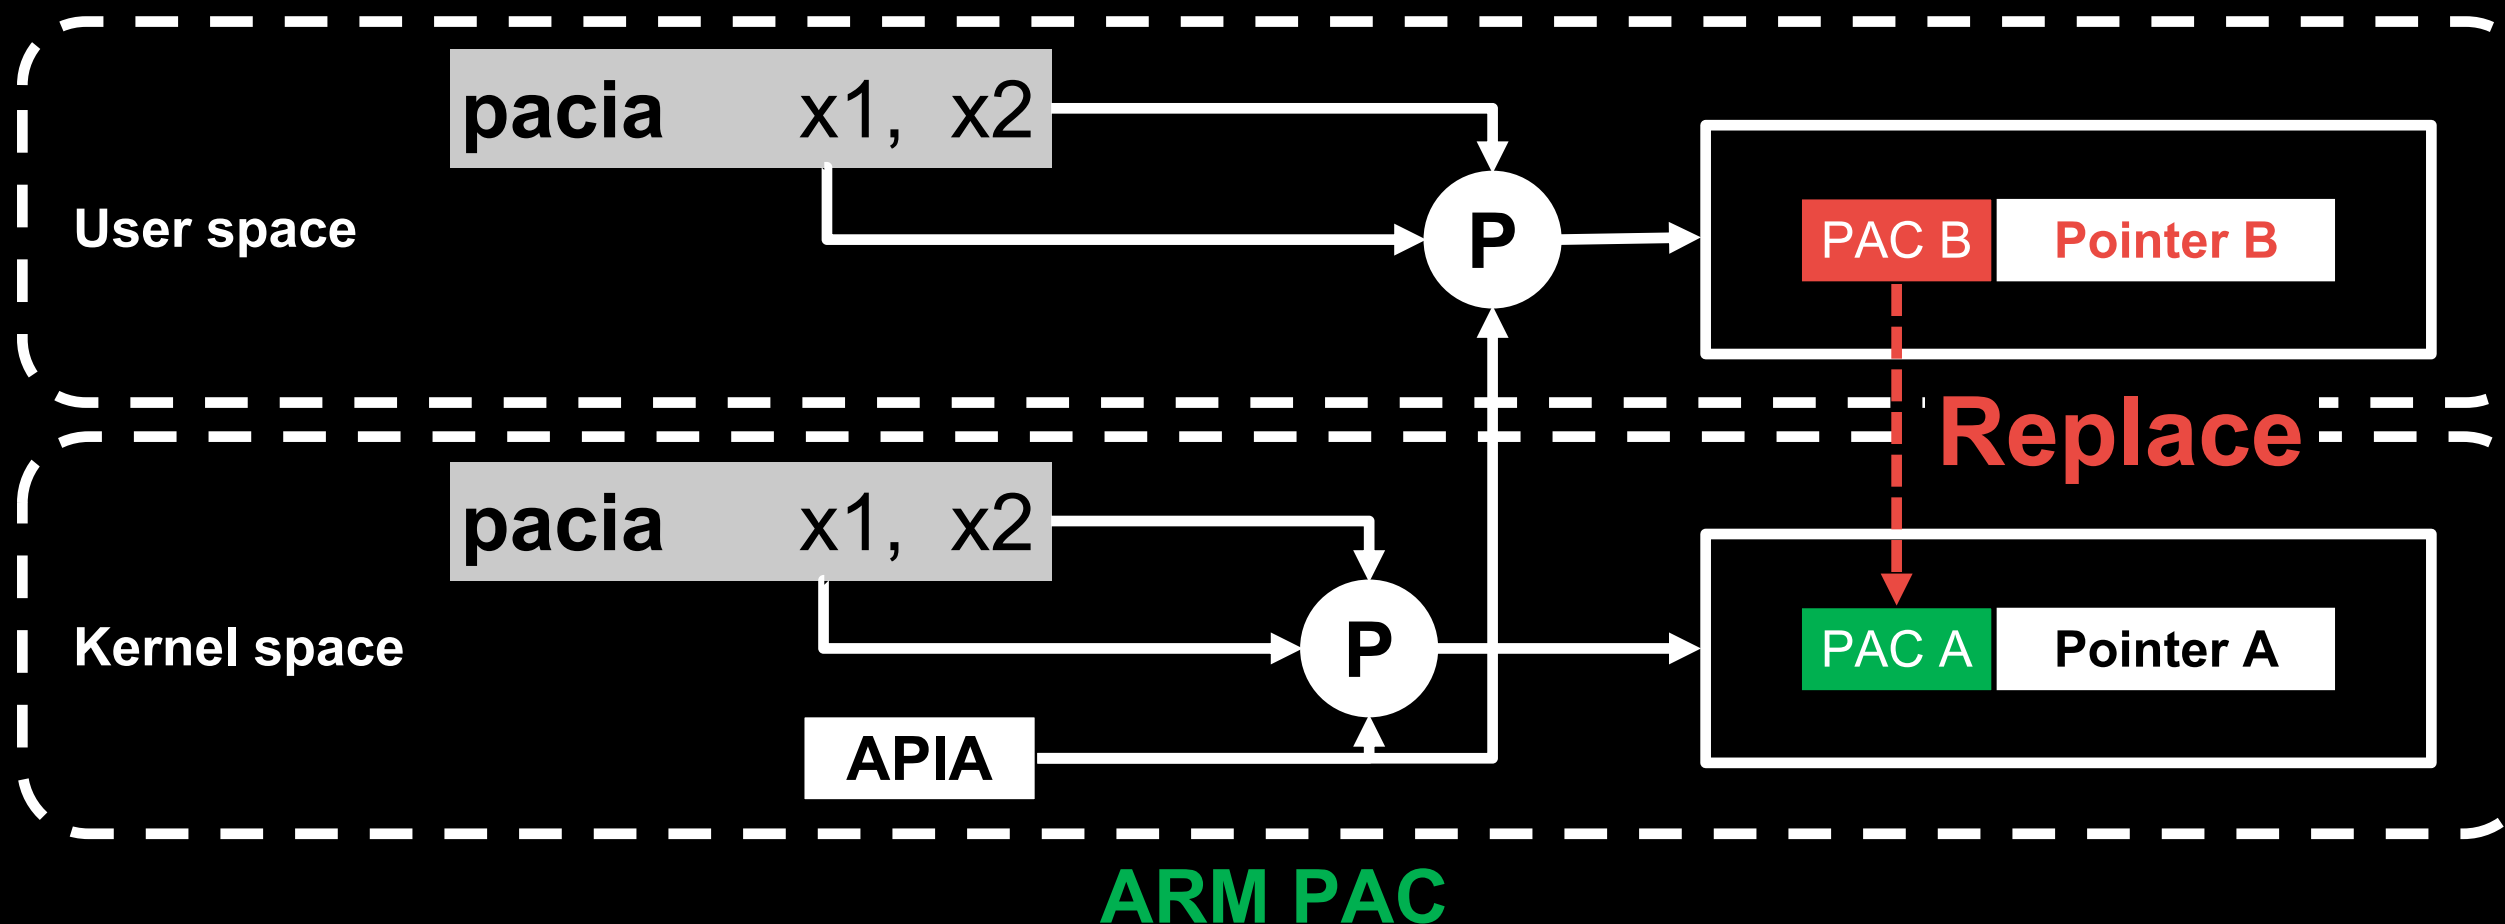 pacia x1, x2
User space
P
PAC B Pointer B
Replace
pacia x1, x2
Kernel space
P
PAC A Pointer A
APIA
ARM PAC